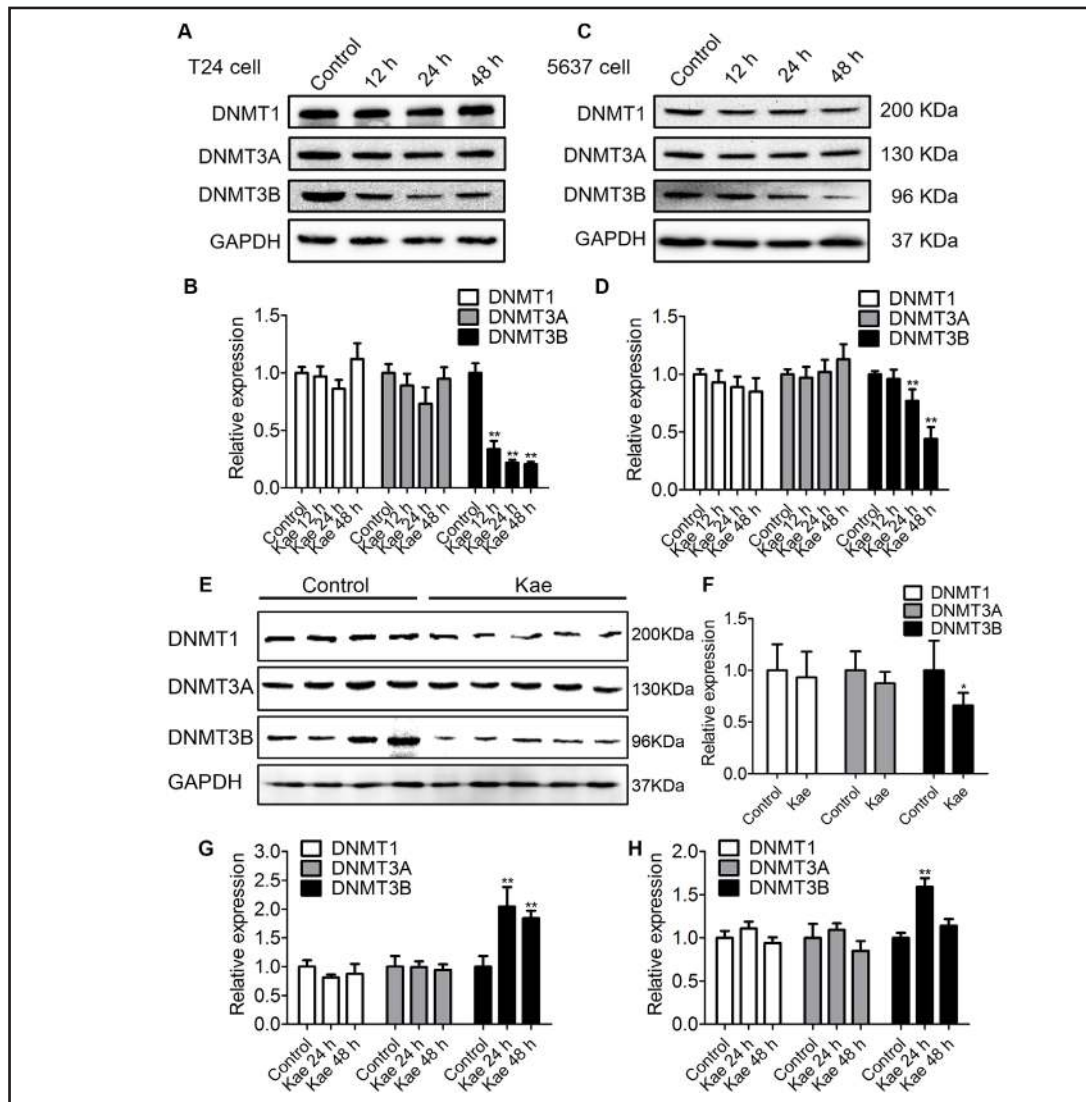 A
T24 cell
Control 12 h 24 h 48 h
DNMT1
DNMT3A
DNMT3B
GAPDH
C
5637 cell
Control 12 h 24 h 48 h
DNMT1 200 KDa
DNMT3A 130 KDa
DNMT3B 96 KDa
GAPDH 37 KDa
B
DNMT1
DNMT3A
DNMT3B
Relative expression
1.5
1.0
0.5
0.0
** ** **
Control Kae 12 h Kae 24 h Kae 48 h Control Kae 12 h Kae 24 h Kae 48 h Control Kae 12 h Kae 24 h Kae 48 h
D
DNMT1
DNMT3A
DNMT3B
Relative expression
1.5
1.0
0.5
0.0
** **
Control Kae 12 h Kae 24 h Kae 48 h Control Kae 12 h Kae 24 h Kae 48 h Control Kae 12 h Kae 24 h Kae 48 h
E
Control Kae
DNMT1 200KDa
DNMT3A 130KDa
DNMT3B 96KDa
GAPDH 37KDa
F
DNMT1
DNMT3A
DNMT3B
Relative expression
1.5
1.0
0.5
0.0
*
Control Kae Control Kae Control Kae
G
DNMT1
DNMT3A
DNMT3B
Relative expression
3.0
2.5
2.0
1.5
1.0
0.5
0.0
** **
Control Kae 24 h Kae 48 h Control Kae 24 h Kae 48 h Control Kae 24 h Kae 48 h
H
DNMT1
DNMT3A
DNMT3B
Relative expression
2.0
1.5
1.0
0.5
0.0
**
Control Kae 24 h Kae 48 h Control Kae 24 h Kae 48 h Control Kae 24 h Kae 48 h